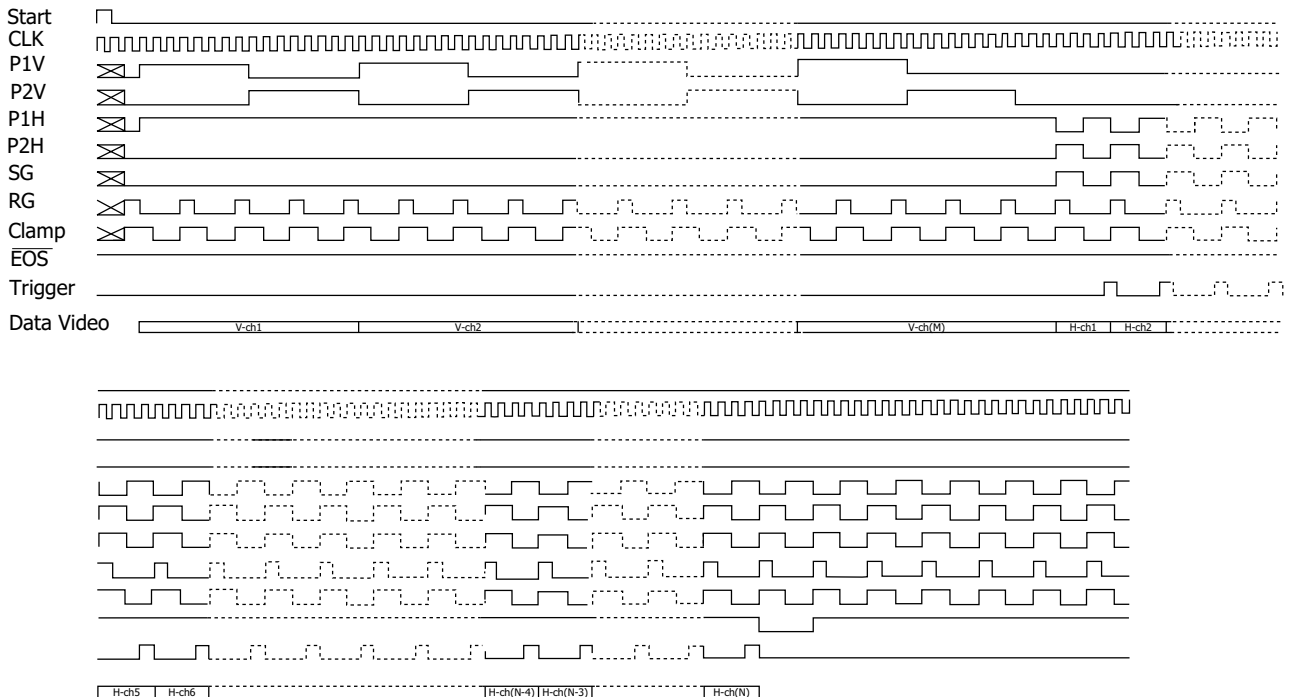 Start
CLK
P1V
P2V
P1H
P2H
SG
RG
Clamp
EOS
Trigger
Data Video V-ch1 V-ch2 V-ch(M) H-ch1 H-ch2
H-ch5 H-ch6 H-ch(N-4) H-ch(N-3) H-ch(N)